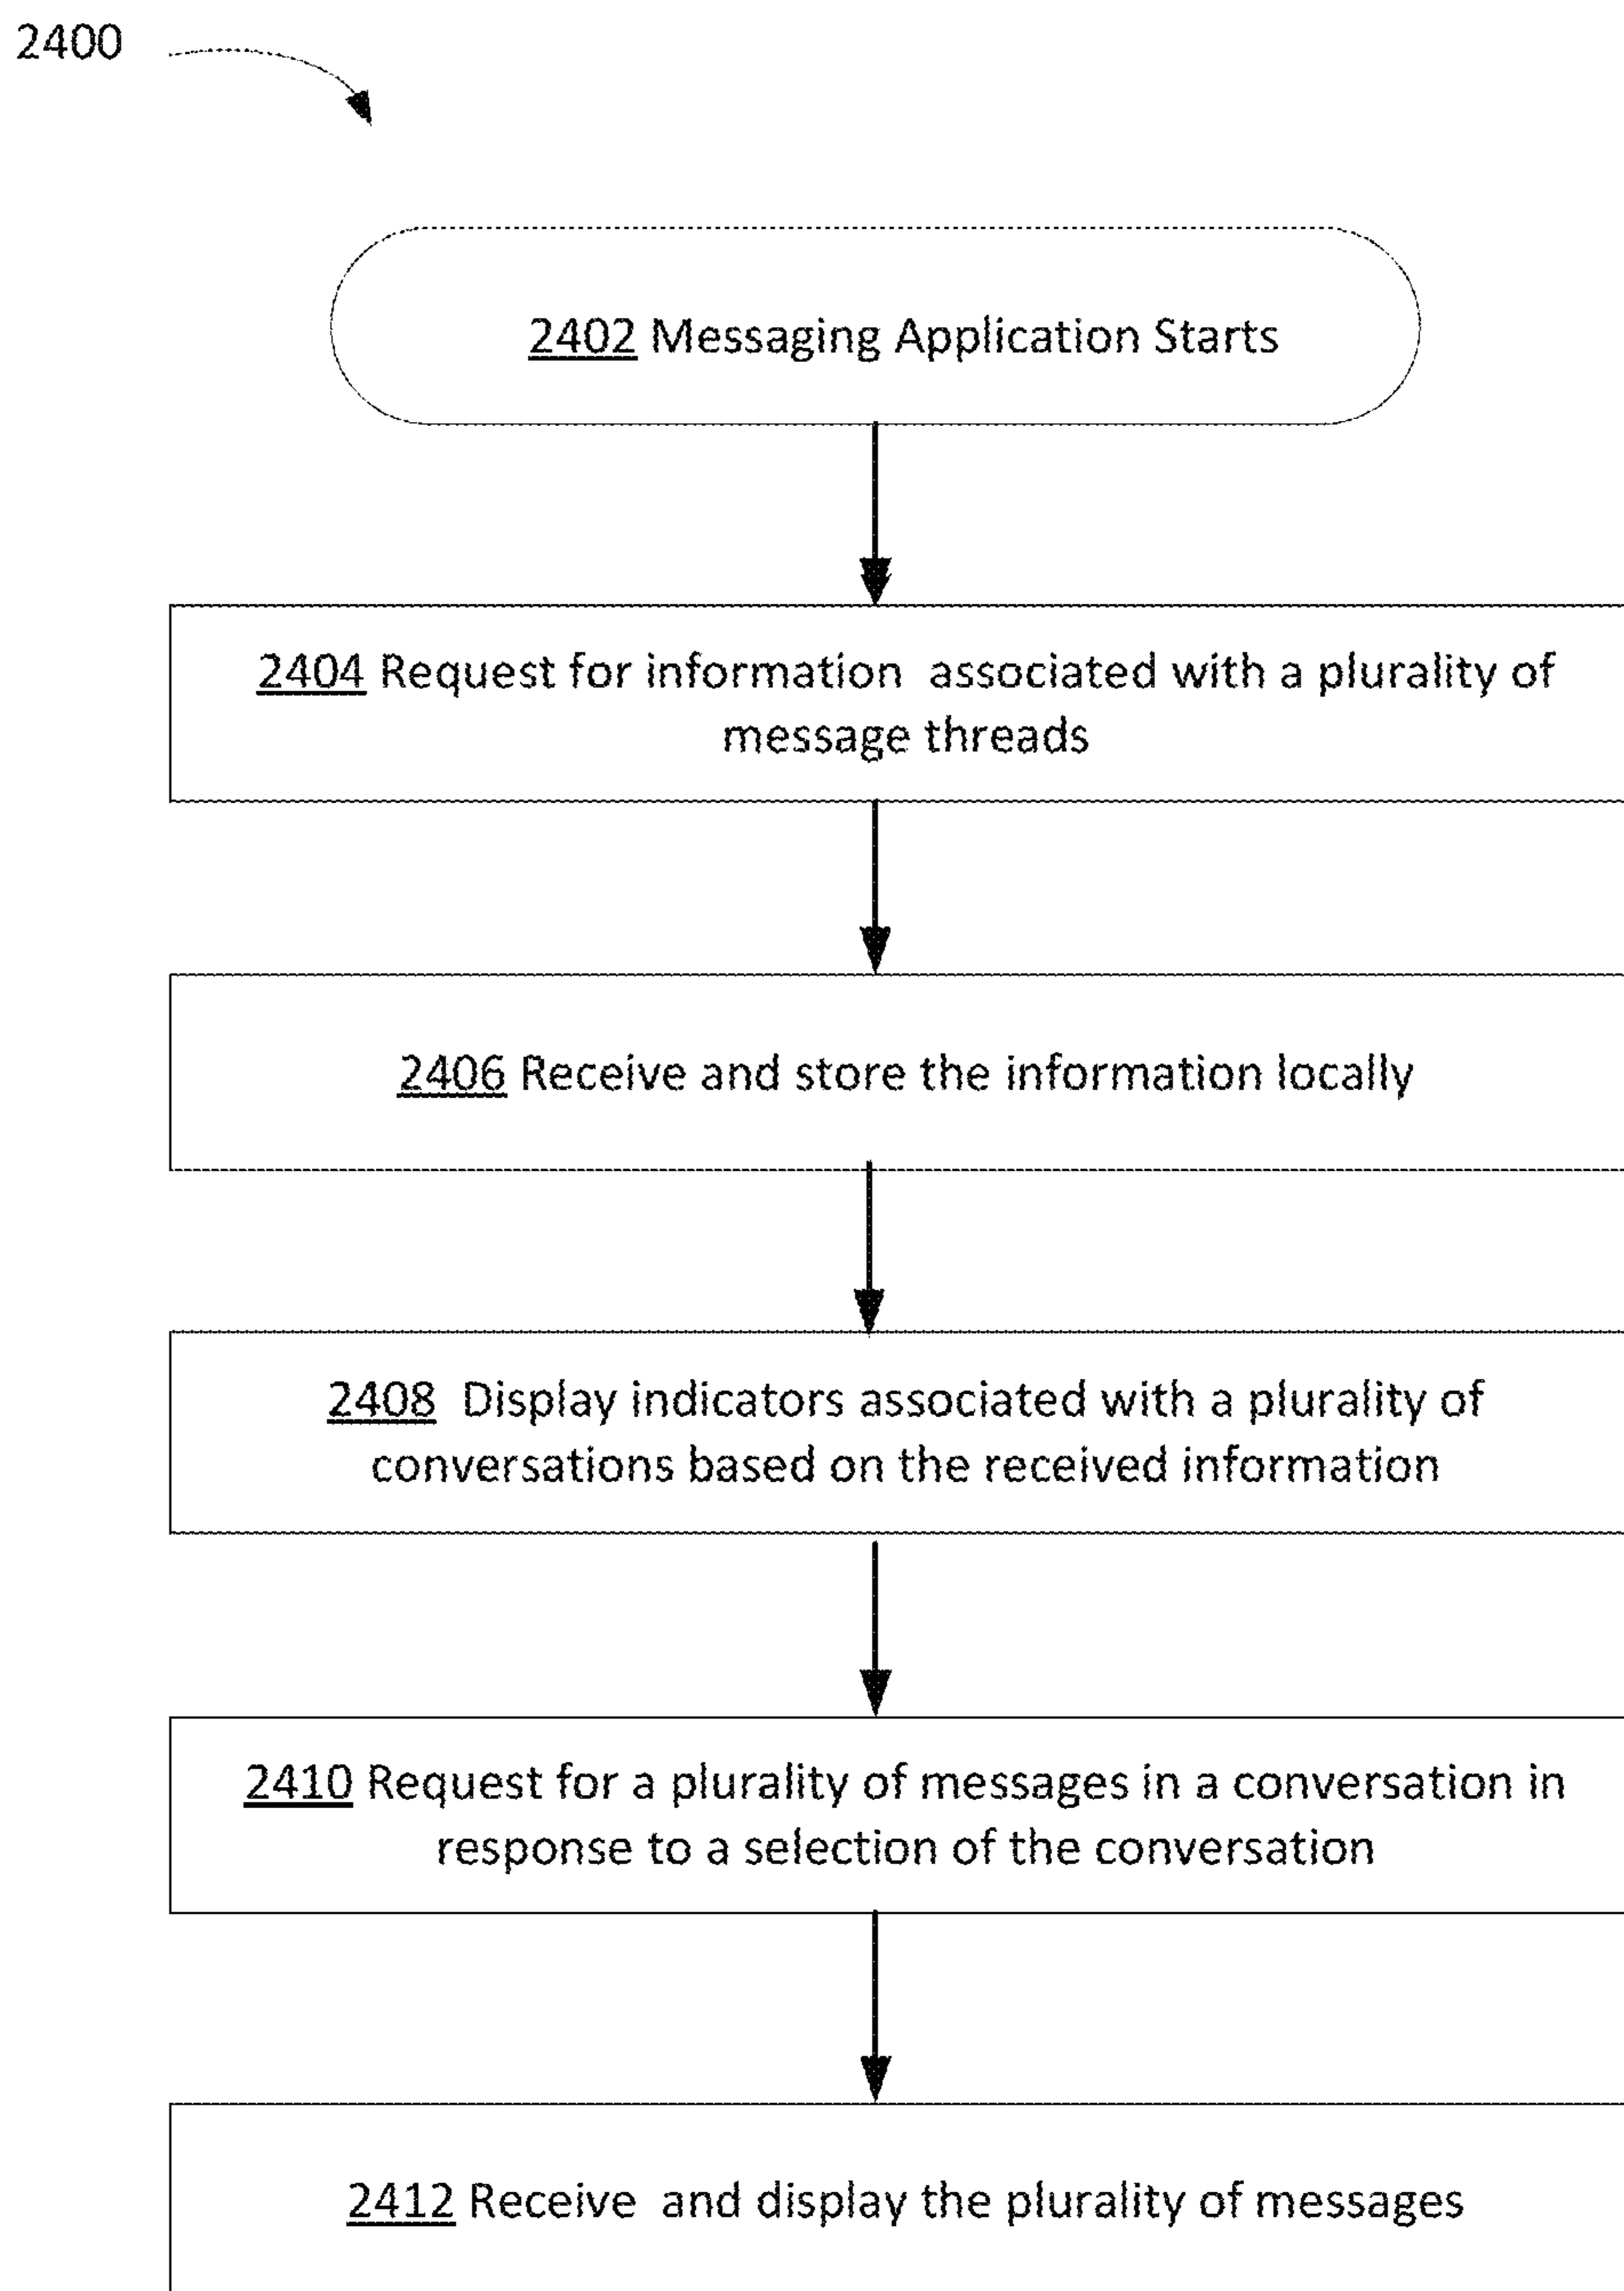 2400
2402 Messaging Application Starts
2404 Request for information associated with a plurality of
message threads
2406 Receive and store the information locally
2408 Display indicators associated with a plurality of
conversations based on the received information
2410 Request for a plurality of messages in a conversation in
response to a selection of the conversation
2412 Receive and display the plurality of messages